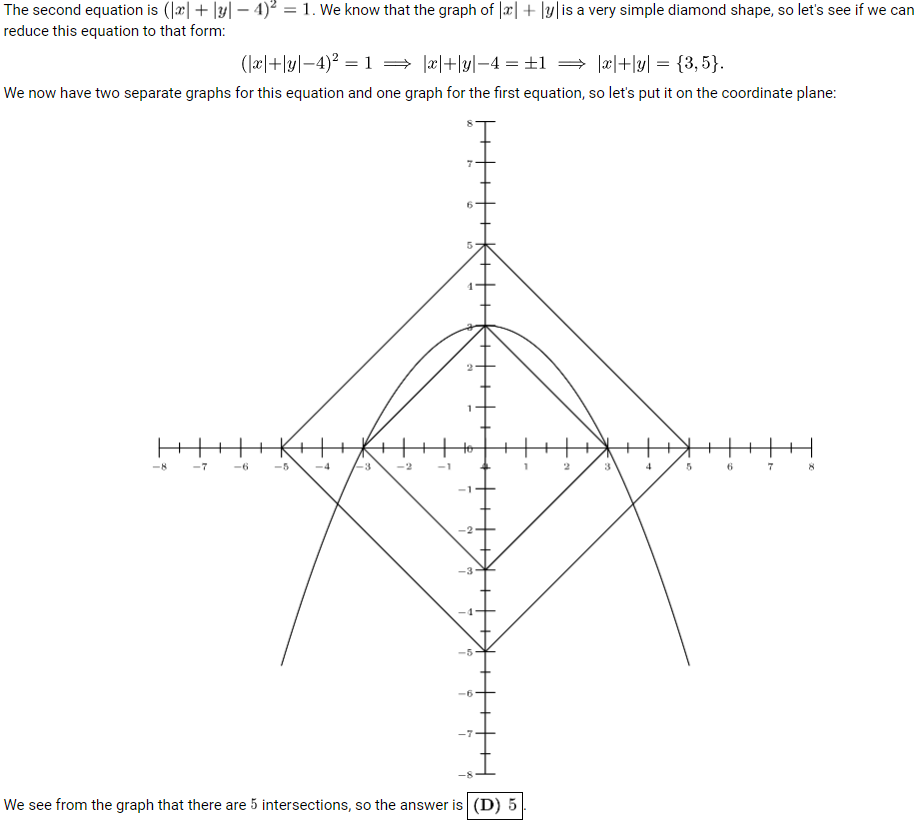 The second equation is (|x| + |y| − 4)² = 1. We know that the graph of |x| + |y| is a very simple diamond shape, so let's see if we can
reduce this equation to that form:
(|x|+|y|−4)² = 1 ⟹ |x|+|y|−4 = ±1 ⟹ |x|+|y| = {3, 5}.
We now have two separate graphs for this equation and one graph for the first equation, so let's put it on the coordinate plane:
8
7
6
5
4
3
2
1
0
−8 −7 −6 −5 −4 −3 −2 −1 1 2 3 4 5 6 7 8
−1
−2
−3
−4
−5
−6
−7
−8
We see from the graph that there are 5 intersections, so the answer is (D) 5.